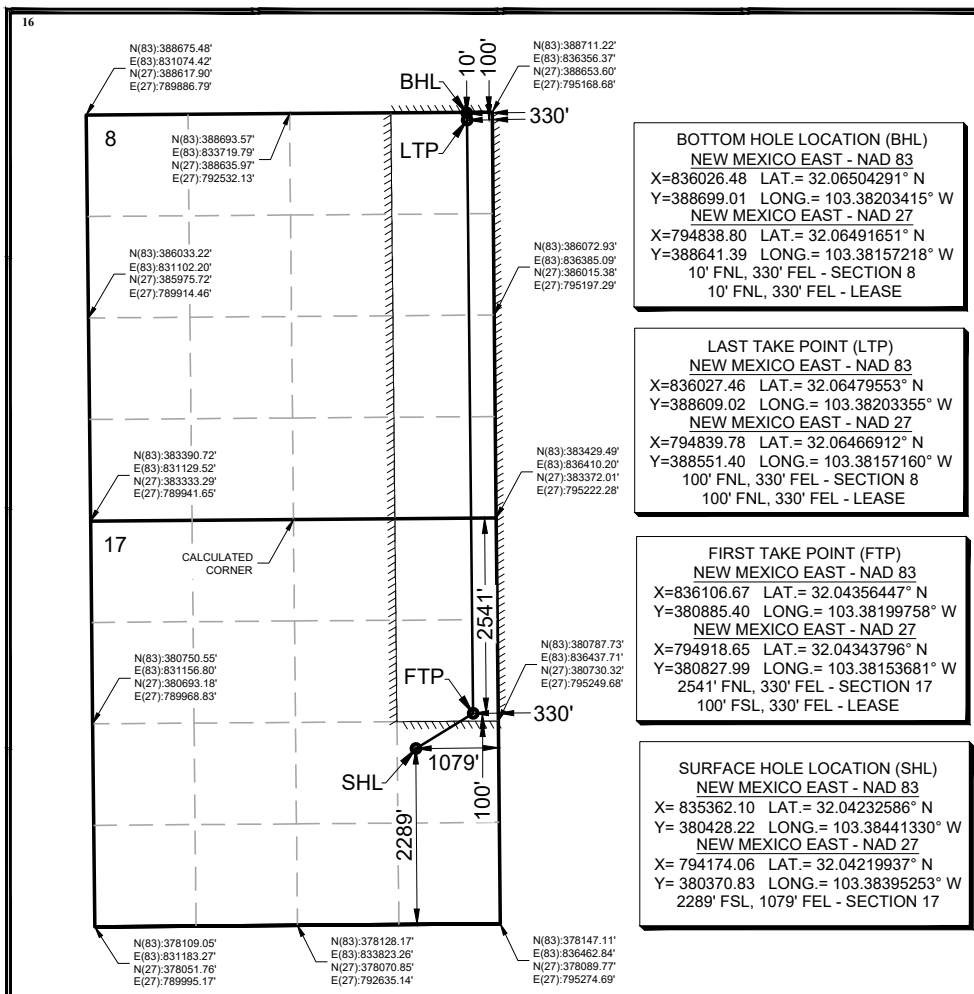 16
N(83):388675.48'
E(83):831074.42'
N(27):388617.90'
E(27):789886.79'
10'
100'
N(83):388711.22'
E(83):836356.37'
N(27):388653.60'
E(27):795168.68'
BHL
330'
8
N(83):388693.57'
E(83):833719.79'
N(27):388635.97'
E(27):792532.13'
LTP
N(83):386033.22'
E(83):831102.20'
N(27):385975.72'
E(27):789914.46'
N(83):386072.93'
E(83):836385.09'
N(27):386015.38'
E(27):795197.29'
N(83):383390.72'
E(83):831129.52'
N(27):383333.29'
E(27):789941.65'
N(83):383429.49'
E(83):836410.20'
N(27):383372.01'
E(27):795222.28'
17
CALCULATED
CORNER
2541'
N(83):380750.55'
E(83):831156.80'
N(27):380693.18'
E(27):789968.83'
N(83):380787.73'
E(83):836437.71'
N(27):380730.32'
E(27):795249.68'
FTP
330'
SHL
1079'
100'
2289'
N(83):378109.05'
E(83):831183.27'
N(27):378051.76'
E(27):789995.17'
N(83):378128.17'
E(83):833823.26'
N(27):378070.85'
E(27):792635.14'
N(83):378147.11'
E(83):836462.84'
N(27):378089.77'
E(27):795274.69'
BOTTOM HOLE LOCATION (BHL)
NEW MEXICO EAST - NAD 83
X=836026.48 LAT.= 32.06504291° N
Y=388699.01 LONG.= 103.38203415° W
NEW MEXICO EAST - NAD 27
X=794838.80 LAT.= 32.06491651° N
Y=388641.39 LONG.= 103.38157218° W
10' FNL, 330' FEL - SECTION 8
10' FNL, 330' FEL - LEASE
LAST TAKE POINT (LTP)
NEW MEXICO EAST - NAD 83
X=836027.46 LAT.= 32.06479553° N
Y=388609.02 LONG.= 103.38203355° W
NEW MEXICO EAST - NAD 27
X=794839.78 LAT.= 32.06466912° N
Y=388551.40 LONG.= 103.38157160° W
100' FNL, 330' FEL - SECTION 8
100' FNL, 330' FEL - LEASE
FIRST TAKE POINT (FTP)
NEW MEXICO EAST - NAD 83
X=836106.67 LAT.= 32.04356447° N
Y=380885.40 LONG.= 103.38199758° W
NEW MEXICO EAST - NAD 27
X=794918.65 LAT.= 32.04343796° N
Y=380827.99 LONG.= 103.38153681° W
2541' FNL, 330' FEL - SECTION 17
100' FSL, 330' FEL - LEASE
SURFACE HOLE LOCATION (SHL)
NEW MEXICO EAST - NAD 83
X= 835362.10 LAT.= 32.04232586° N
Y= 380428.22 LONG.= 103.38441330° W
NEW MEXICO EAST - NAD 27
X= 794174.06 LAT.= 32.04219937° N
Y= 380370.83 LONG.= 103.38395253° W
2289' FSL, 1079' FEL - SECTION 17